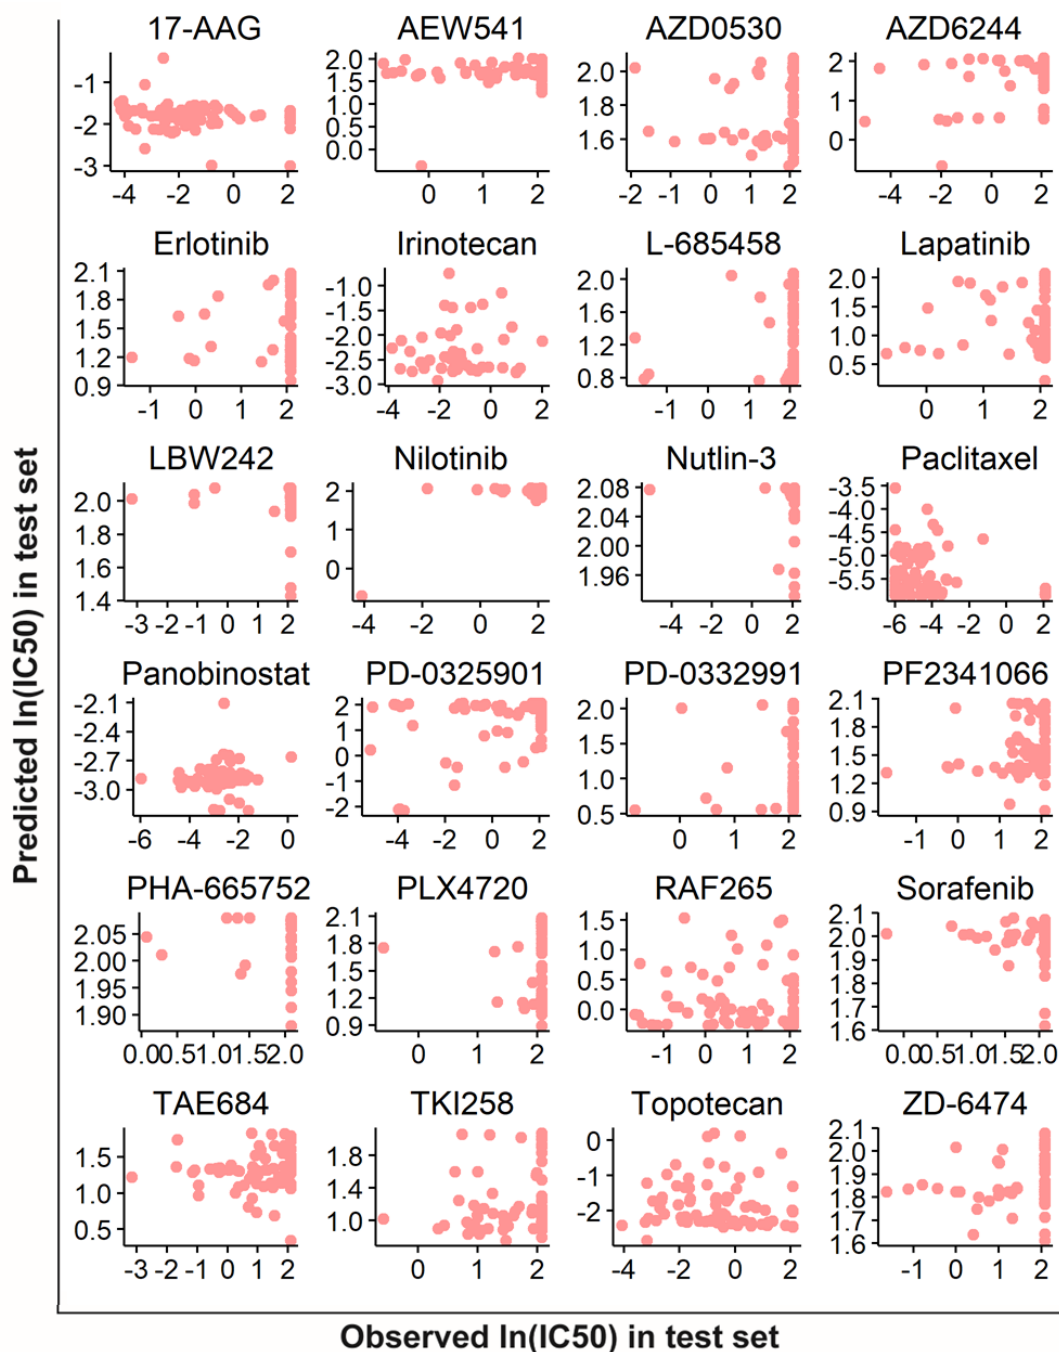 17-AAG AEW541 AZD0530 AZD6244
-1 -2 -3
-4 -2 0 2
2.0 1.5 1.0 0.5 0.0
0 1 2
2.0 1.8 1.6
-2 -1 0 1 2
2 1 0
-4 -2 0 2
Erlotinib Irinotecan L-685458 Lapatinib
2.1 1.8 1.5 1.2 0.9
-1 0 1 2
-1.0 -1.5 -2.0 -2.5 -3.0
-4 -2 0 2
2.0 1.6 1.2 0.8
0 1 2
2.0 1.5 1.0 0.5
0 1 2
LBW242 Nilotinib Nutlin-3 Paclitaxel
2.0 1.8 1.6 1.4
-3 -2 -1 0 1 2
2 1 0
-4 -2 0 2
2.08 2.04 2.00 1.96
-4 -2 0 2
-3.5 -4.0 -4.5 -5.0 -5.5
-6 -4 -2 0 2
Panobinostat PD-0325901 PD-0332991 PF2341066
-2.1 -2.4 -2.7 -3.0
-6 -4 -2 0
2 1 0 -1 -2
-4 -2 0 2
2.0 1.5 1.0 0.5
0 1 2
2.1 1.8 1.5 1.2 0.9
-1 0 1 2
PHA-665752 PLX4720 RAF265 Sorafenib
2.05 2.00 1.95 1.90
0.0 0.5 1.0 1.5 2.0
2.1 1.8 1.5 1.2 0.9
0 1 2
1.5 1.0 0.5 0.0
-1 0 1 2
2.1 2.0 1.9 1.8 1.7 1.6
0.0 0.5 1.0 1.5 2.0
TAE684 TKI258 Topotecan ZD-6474
1.5 1.0 0.5
-3 -2 -1 0 1 2
1.8 1.4 1.0
0 1 2
0 -1 -2
-4 -2 0 2
2.1 2.0 1.9 1.8 1.7 1.6
-1 0 1 2
Predicted ln(IC50) in test set
Observed ln(IC50) in test set